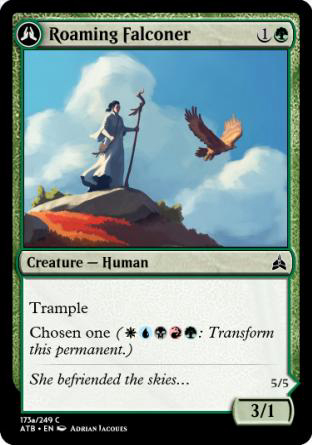 Roaming Falconer 1
Creature — Human
Trample
Chosen one ( : Transform
this permanent.)
She befriended the skies...
5/5
3/1
173a/249 C
ATB • EN Adrian Jacques